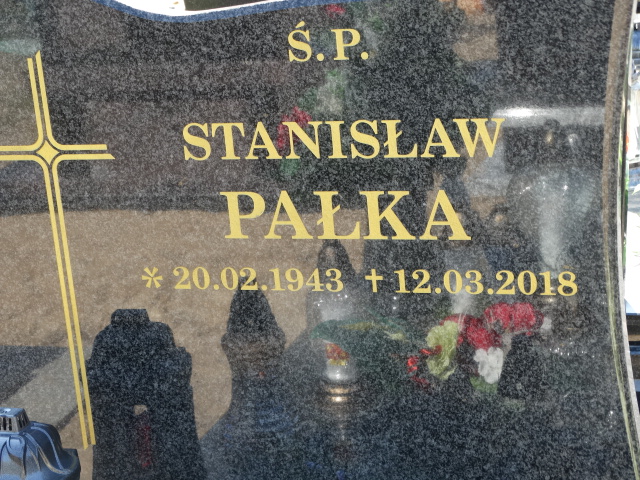 Ś.P.
STANISŁAW
PAŁKA
* 20.02.1943 ✝ 12.03.2018